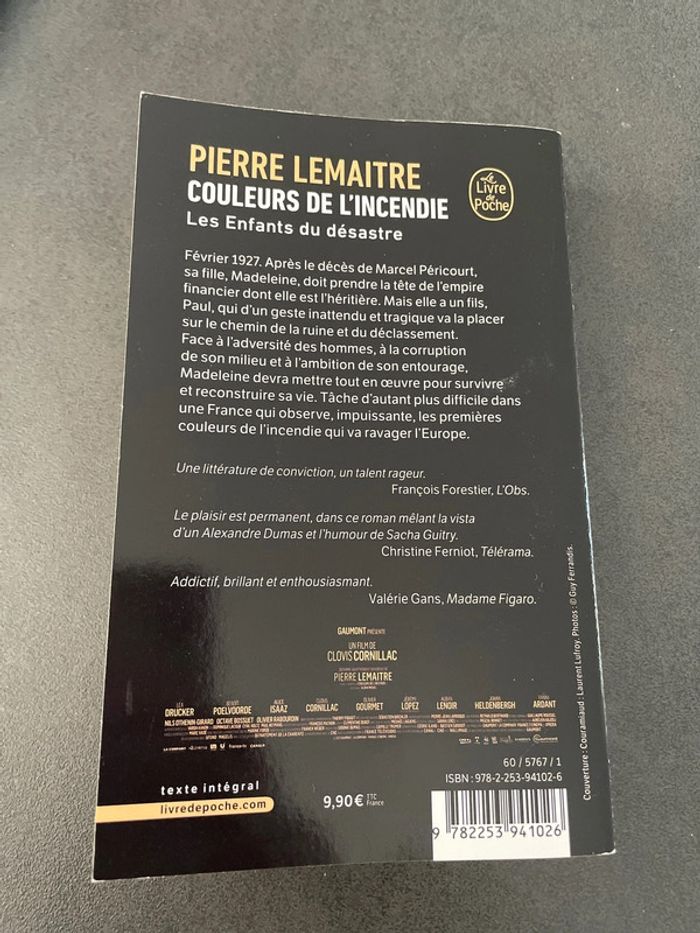 PIERRE LEMAITRE
COULEURS DE L'INCENDIE
Les Enfants du désastre
Le
Livre
de
Poche
Février 1927. Après le décès de Marcel Péricourt,
sa fille, Madeleine, doit prendre la tête de l'empire
financier dont elle est l'héritière. Mais elle a un fils,
Paul, qui d'un geste inattendu et tragique va la placer
sur le chemin de la ruine et du déclassement.
Face à l'adversité des hommes, à la corruption
de son milieu et à l'ambition de son entourage,
Madeleine devra mettre tout en œuvre pour survivre
et reconstruire sa vie. Tâche d'autant plus difficile dans
une France qui observe, impuissante, les premières
couleurs de l'incendie qui va ravager l'Europe.
Une littérature de conviction, un talent rageur.
François Forestier, L'Obs.
Le plaisir est permanent, dans ce roman mêlant la vista
d'un Alexandre Dumas et l'humour de Sacha Guitry.
Christine Ferniot, Télérama.
Addictif, brillant et enthousiasmant.
Valérie Gans, Madame Figaro.
GAUMONT PRÉSENTE
UN FILM DE
CLOVIS CORNILLAC
PIERRE LEMAITRE
LÉA DRUCKER BENOÎT POELVOORDE ALICE ISAAZ CLOVIS CORNILLAC OLIVIER GOURMET JÉRÉMY LOPEZ ALBAN LENOIR JOHAN HELDENBERGH FANNY ARDANT
NILS OTHENIN-GIRARD OCTAVE BOSSUET OLIVIER RABOURDIN
Couverture : Couramiaud : Laurent Lufroy. Photos : © Guy Ferrandis.
60 / 5767 / 1
ISBN : 978-2-253-94102-6
texte intégral
livredepoche.com
9,90 € TTC
France
9 782253 941026